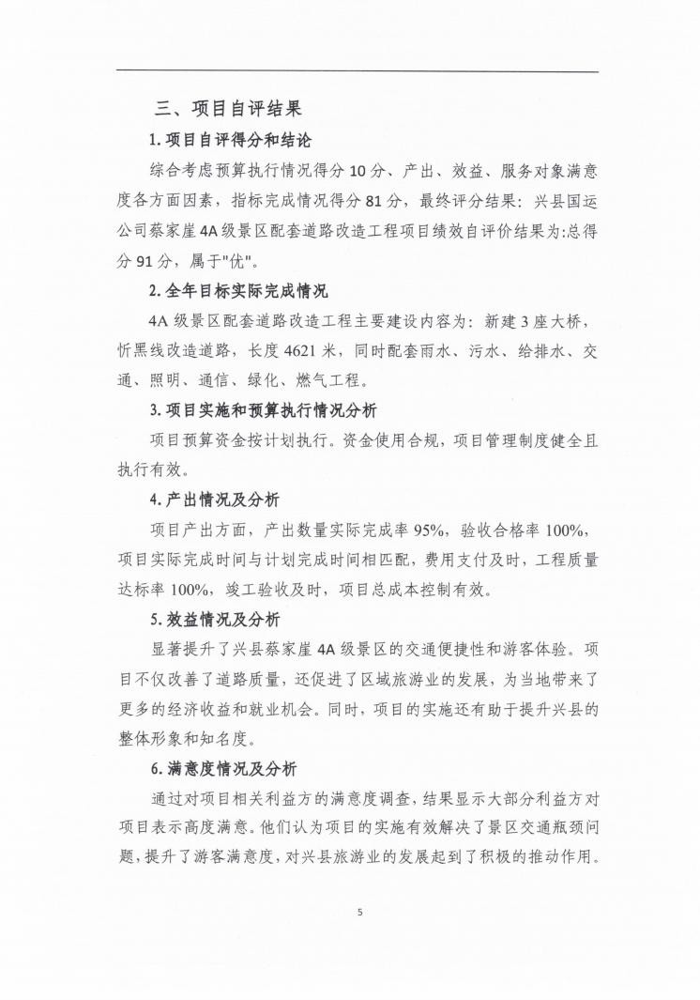 三、项目自评结果
1.项目自评得分和结论
综合考虑预算执行情况得分 10 分、产出、效益、服务对象满意
度各方面因素，指标完成情况得分 81 分，最终评分结果：兴县国运
公司蔡家崖 4A 级景区配套道路改造工程项目绩效自评价结果为:总得
分 91 分，属于"优"。
2.全年目标实际完成情况
4A 级景区配套道路改造工程主要建设内容为：新建 3 座大桥，
忻黑线改造道路，长度 4621 米，同时配套雨水、污水、给排水、交
通、照明、通信、绿化、燃气工程。
3.项目实施和预算执行情况分析
项目预算资金按计划执行。资金使用合规，项目管理制度健全且
执行有效。
4.产出情况及分析
项目产出方面，产出数量实际完成率 95%，验收合格率 100%，
项目实际完成时间与计划完成时间相匹配，费用支付及时，工程质量
达标率 100%，竣工验收及时，项目总成本控制有效。
5.效益情况及分析
显著提升了兴县蔡家崖 4A 级景区的交通便捷性和游客体验。项
目不仅改善了道路质量，还促进了区域旅游业的发展，为当地带来了
更多的经济收益和就业机会。同时，项目的实施还有助于提升兴县的
整体形象和知名度。
6.满意度情况及分析
通过对项目相关利益方的满意度调查，结果显示大部分利益方对
项目表示高度满意。他们认为项目的实施有效解决了景区交通瓶颈问
题，提升了游客满意度，对兴县旅游业的发展起到了积极的推动作用。
5